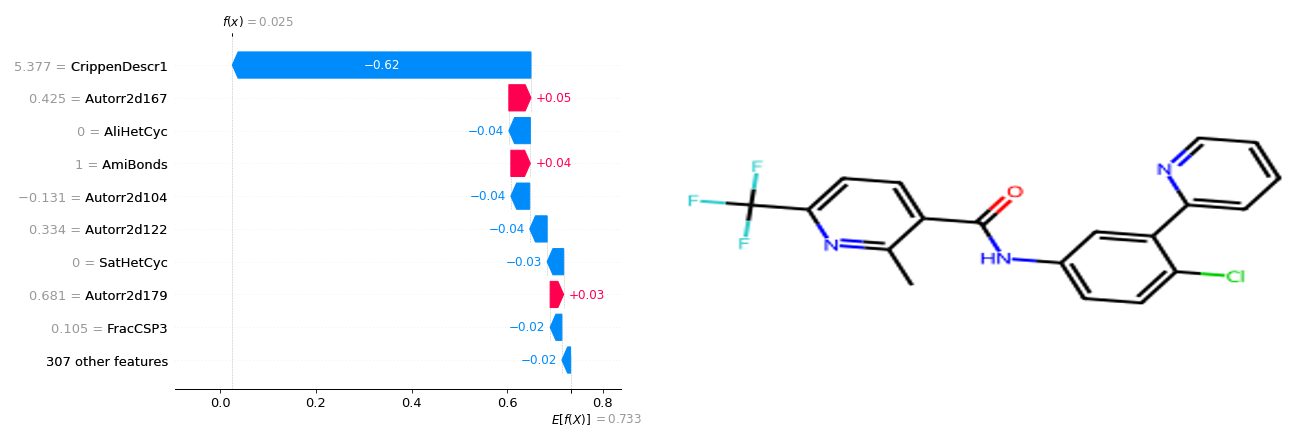 f(x) = 0.025
5.377 = CrippenDescr1
−0.62
0.425 = Autorr2d167
+0.05
0 = AliHetCyc
−0.04
1 = AmiBonds
+0.04
−0.131 = Autorr2d104
−0.04
0.334 = Autorr2d122
−0.04
0 = SatHetCyc
−0.03
0.681 = Autorr2d179
+0.03
0.105 = FracCSP3
−0.02
307 other features
−0.02
0.0 0.2 0.4 0.6 0.8
E[f(X)] = 0.733
F
F
F
N
O
HN
N
Cl